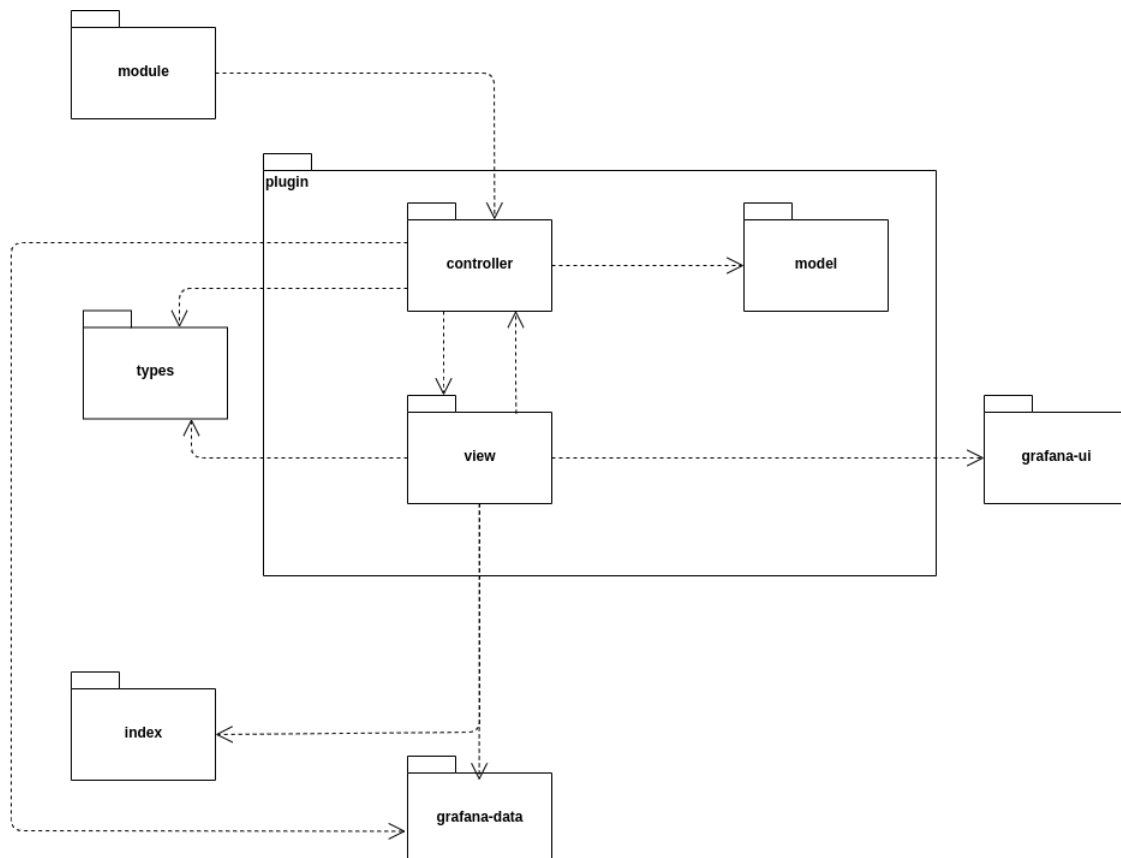 module
plugin
controller
model
types
view
grafana-ui
index
grafana-data